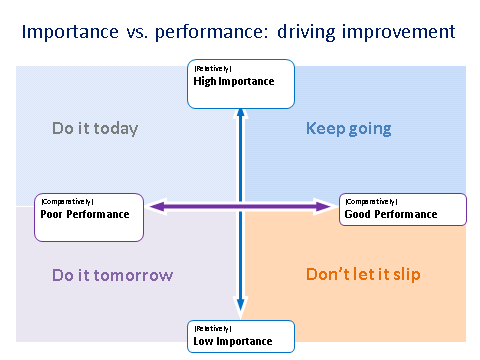 Importance vs. performance: driving improvement
(Relatively)
High Importance
Do it today
Keep going
(Comparatively)
Poor Performance
(Comparatively)
Good Performance
Do it tomorrow
Don't let it slip
(Relatively)
Low Importance